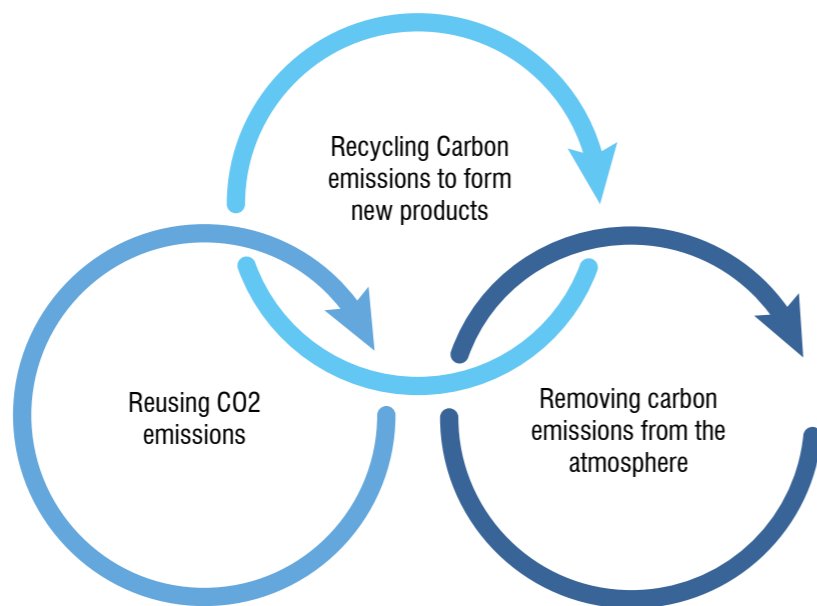 Recycling Carbon
emissions to form
new products
Reusing CO2
emissions
Removing carbon
emissions from the
atmosphere